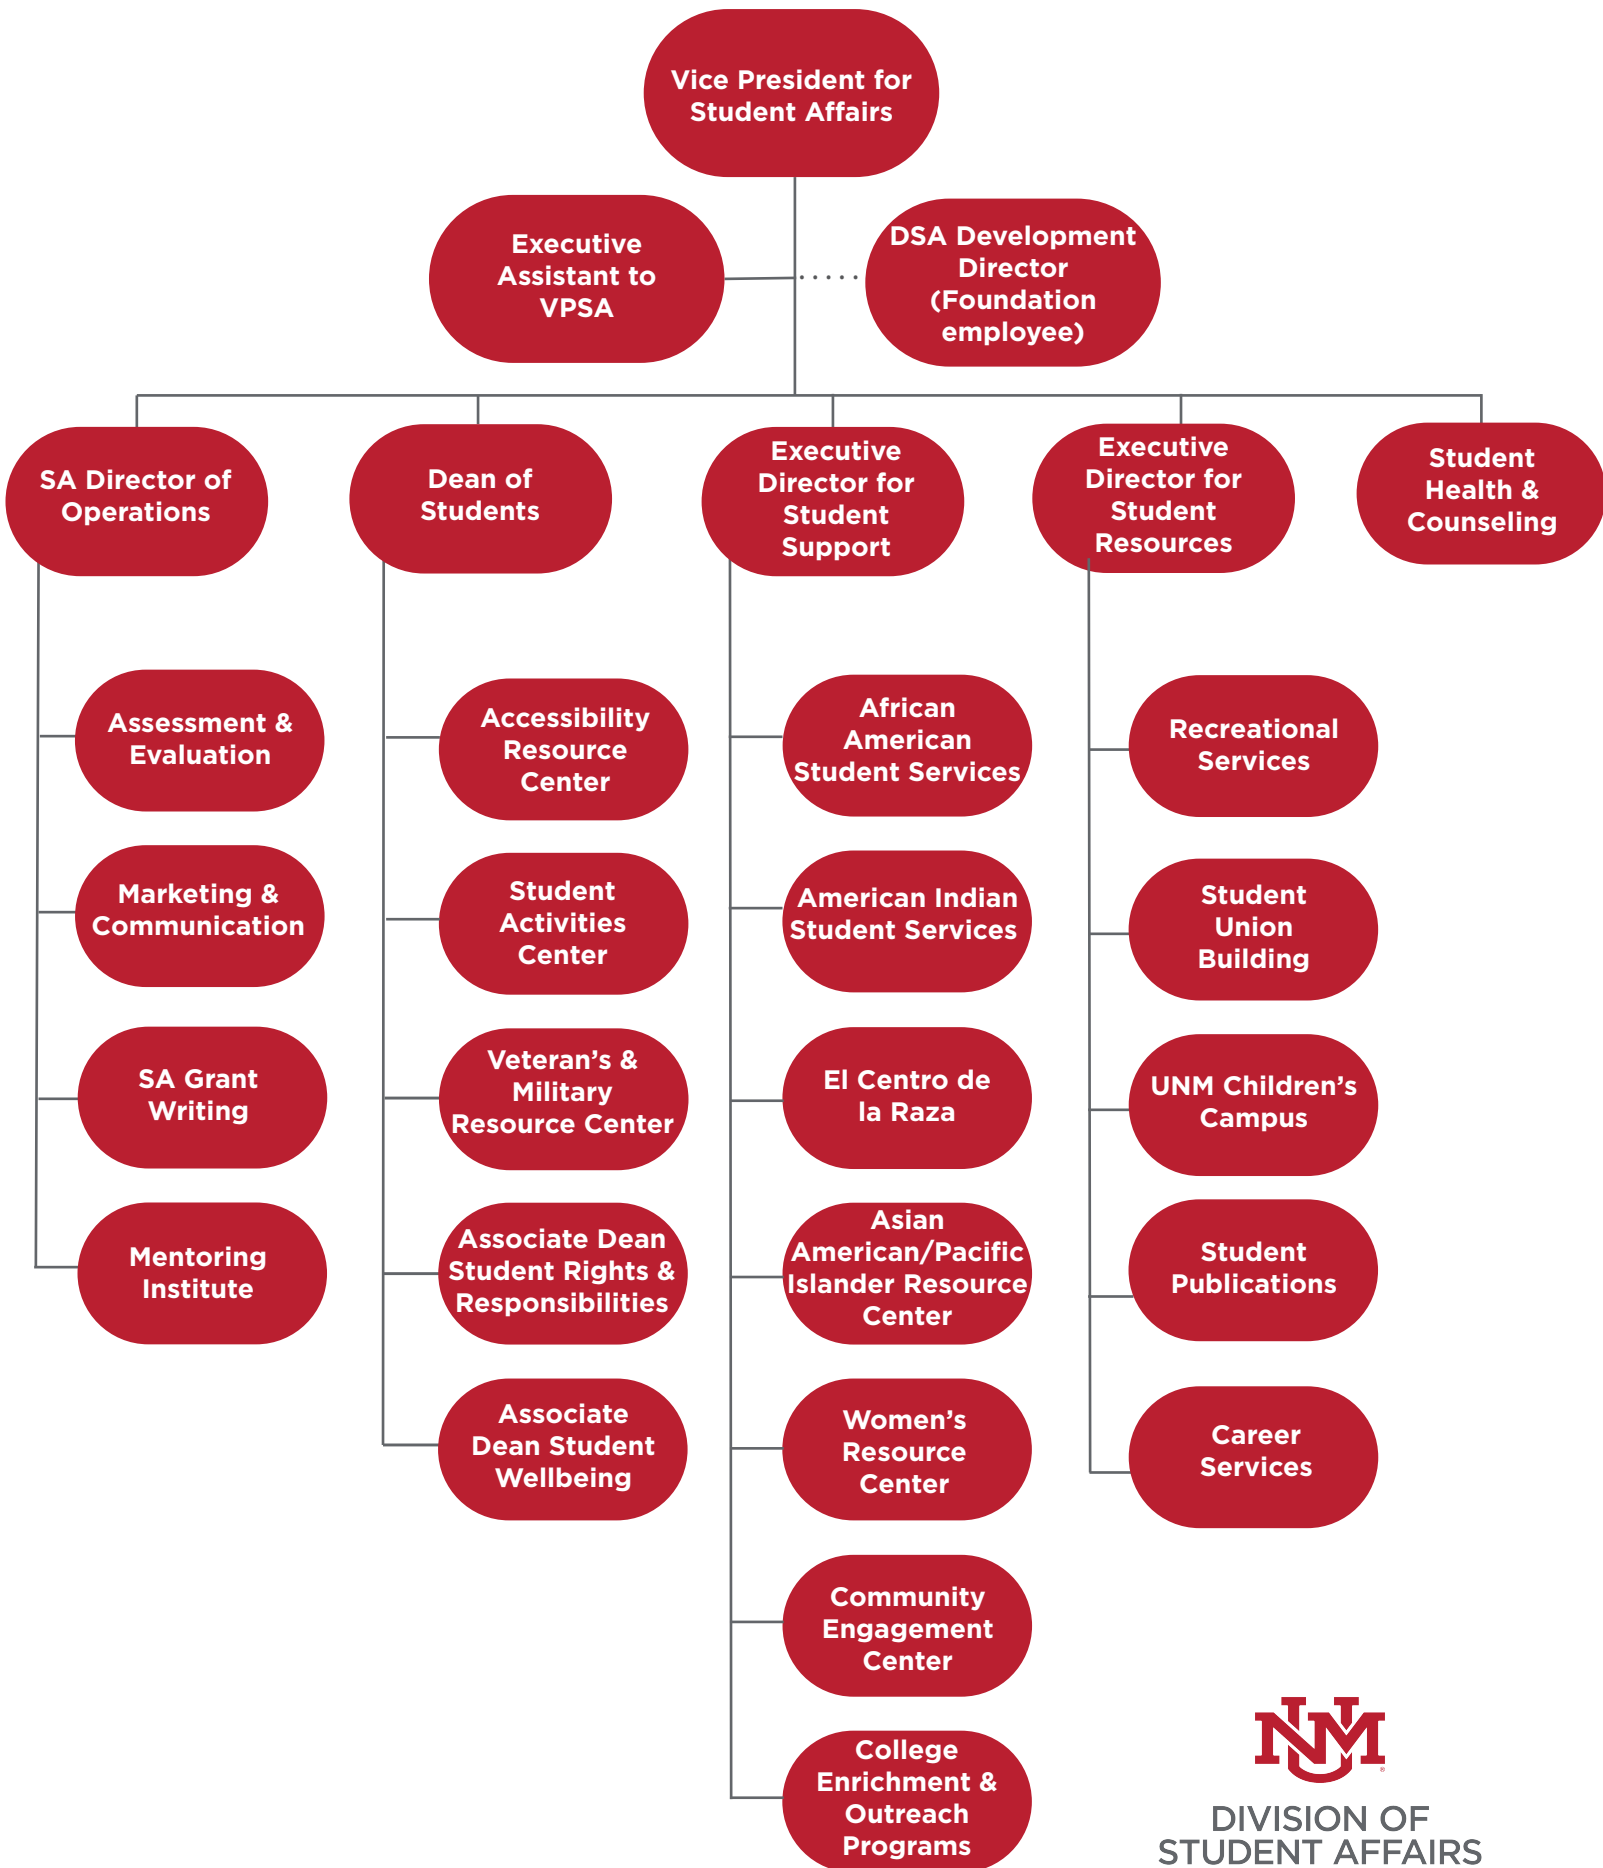 Vice President for
Student Affairs
Executive
Assistant to
VPSA
DSA Development
Director
(Foundation
employee)
SA Director of
Operations
Dean of
Students
Executive
Director for
Student
Support
Executive
Director for
Student
Resources
Student
Health &
Counseling
Assessment &
Evaluation
Marketing &
Communication
SA Grant
Writing
Mentoring
Institute
Accessibility
Resource
Center
Student
Activities
Center
Veteran’s &
Military
Resource Center
Associate Dean
Student Rights &
Responsibilities
Associate
Dean Student
Wellbeing
African
American
Student Services
American Indian
Student Services
El Centro de
la Raza
Asian
American/Pacific
Islander Resource
Center
Women’s
Resource
Center
Community
Engagement
Center
College
Enrichment &
Outreach
Programs
Recreational
Services
Student
Union
Building
UNM Children’s
Campus
Student
Publications
Career
Services
UNM
®
DIVISION OF
STUDENT AFFAIRS